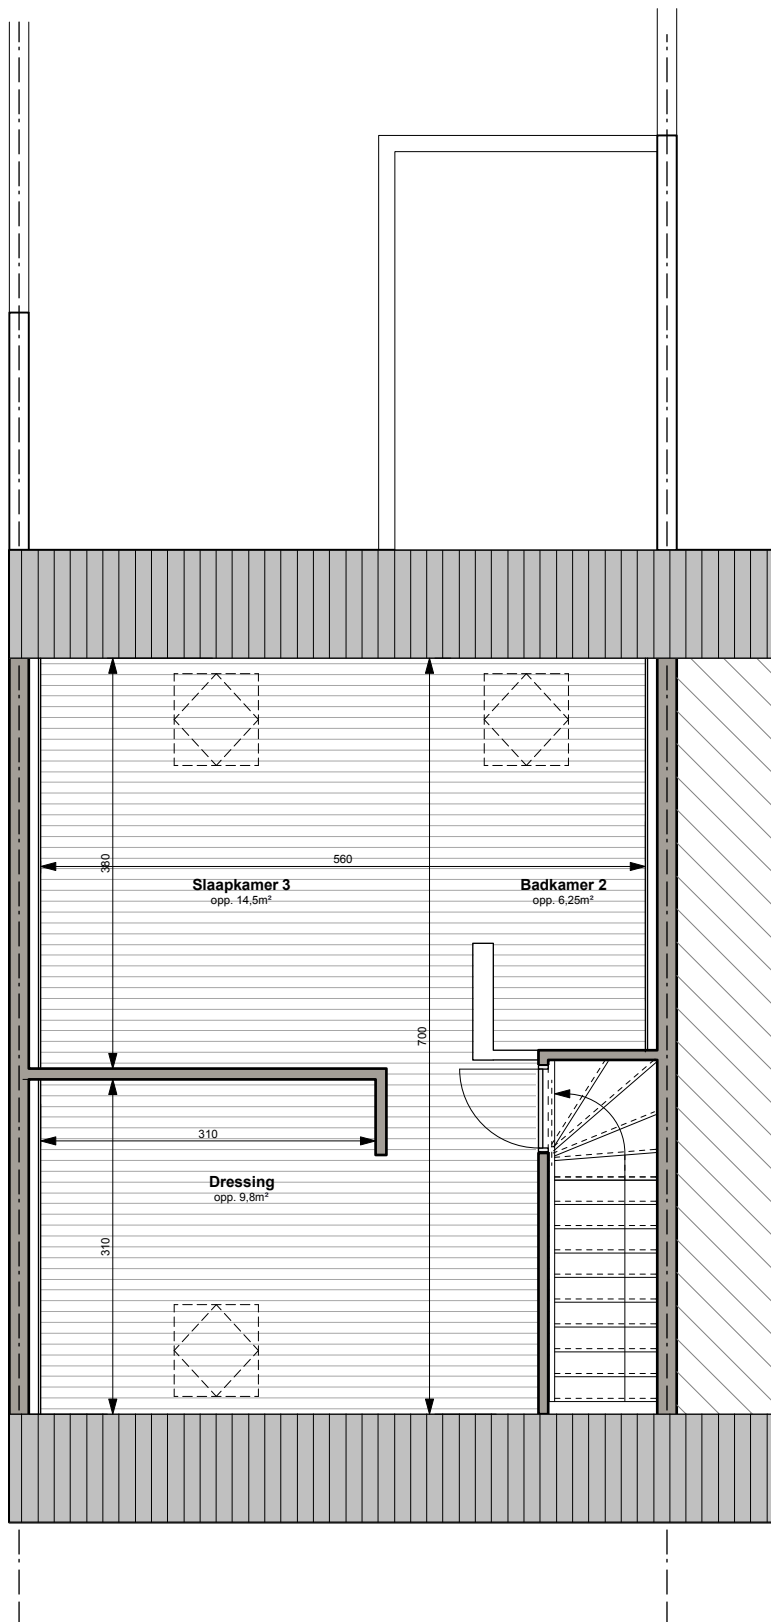 380
560
Slaapkamer 3
opp. 14,5m²
Badkamer 2
opp. 6,25m²
700
310
Dressing
opp. 9,8m²
310